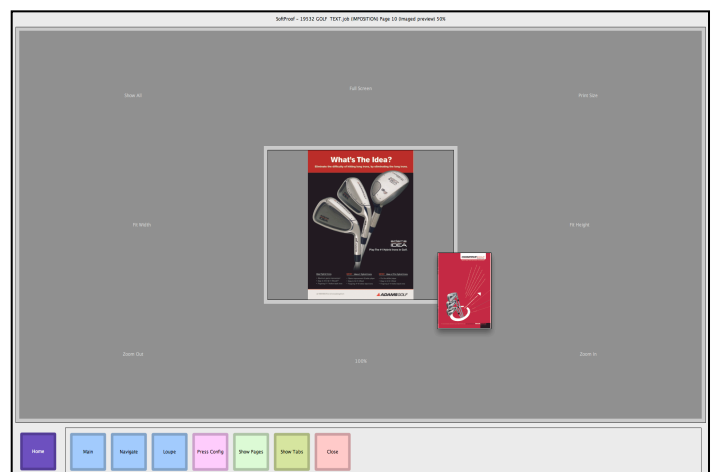 SoftProof - 19532 GOLF TEXT.job (IMPOSITION) Page 10 (Imaged preview) 50%
Show All
Full Screen
Print Size
What's The Idea?
Fit Width
Fit Height
IDEA
ADAMSGOLF
Zoom Out
100%
Zoom In
Home
Main
Navigate
Loupe
Press Config
Show Pages
Show Tabs
Close